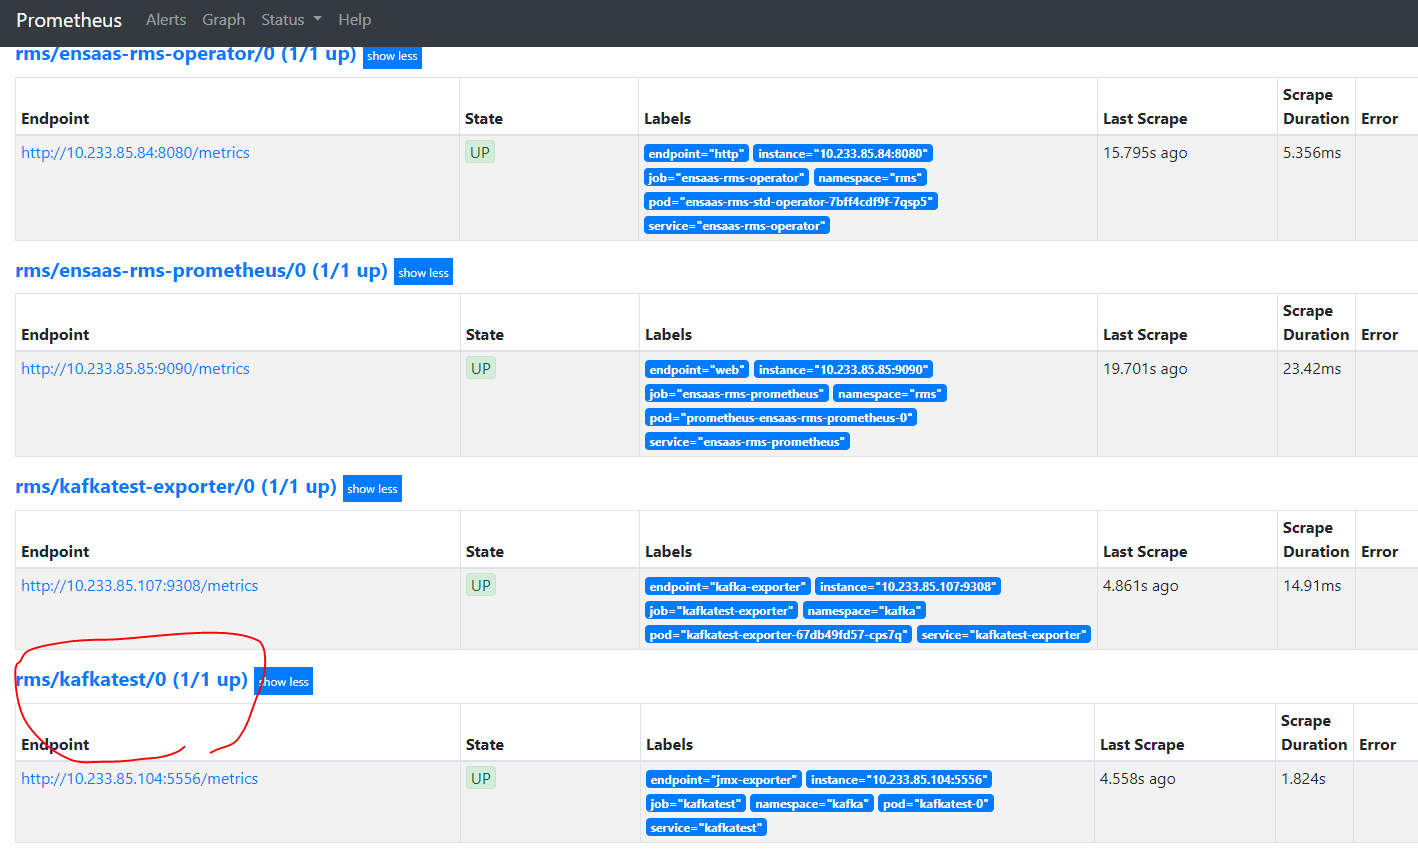 Prometheus Alerts Graph Status Help
rms/ensaas-rms-operator/0 (1/1 up) show less
Endpoint State Labels Last Scrape Scrape Duration Error
http://10.233.85.84:8080/metrics UP endpoint="http" instance="10.233.85.84:8080" 15.795s ago 5.356ms
job="ensaas-rms-operator" namespace="rms"
pod="ensaas-rms-std-operator-7bff4cdf9f-7qsp5"
service="ensaas-rms-operator"
rms/ensaas-rms-prometheus/0 (1/1 up) show less
Endpoint State Labels Last Scrape Scrape Duration Error
http://10.233.85.85:9090/metrics UP endpoint="web" instance="10.233.85.85:9090" 19.701s ago 23.42ms
job="ensaas-rms-prometheus" namespace="rms"
pod="prometheus-ensaas-rms-prometheus-0"
service="ensaas-rms-prometheus"
rms/kafkatest-exporter/0 (1/1 up) show less
Endpoint State Labels Last Scrape Scrape Duration Error
http://10.233.85.107:9308/metrics UP endpoint="kafka-exporter" instance="10.233.85.107:9308" 4.861s ago 14.91ms
job="kafkatest-exporter" namespace="kafka"
pod="kafkatest-exporter-67db49fd57-cps7q" service="kafkatest-exporter"
rms/kafkatest/0 (1/1 up) show less
Endpoint State Labels Last Scrape Scrape Duration Error
http://10.233.85.104:5556/metrics UP endpoint="jmx-exporter" instance="10.233.85.104:5556" 4.558s ago 1.824s
job="kafkatest" namespace="kafka" pod="kafkatest-0"
service="kafkatest"